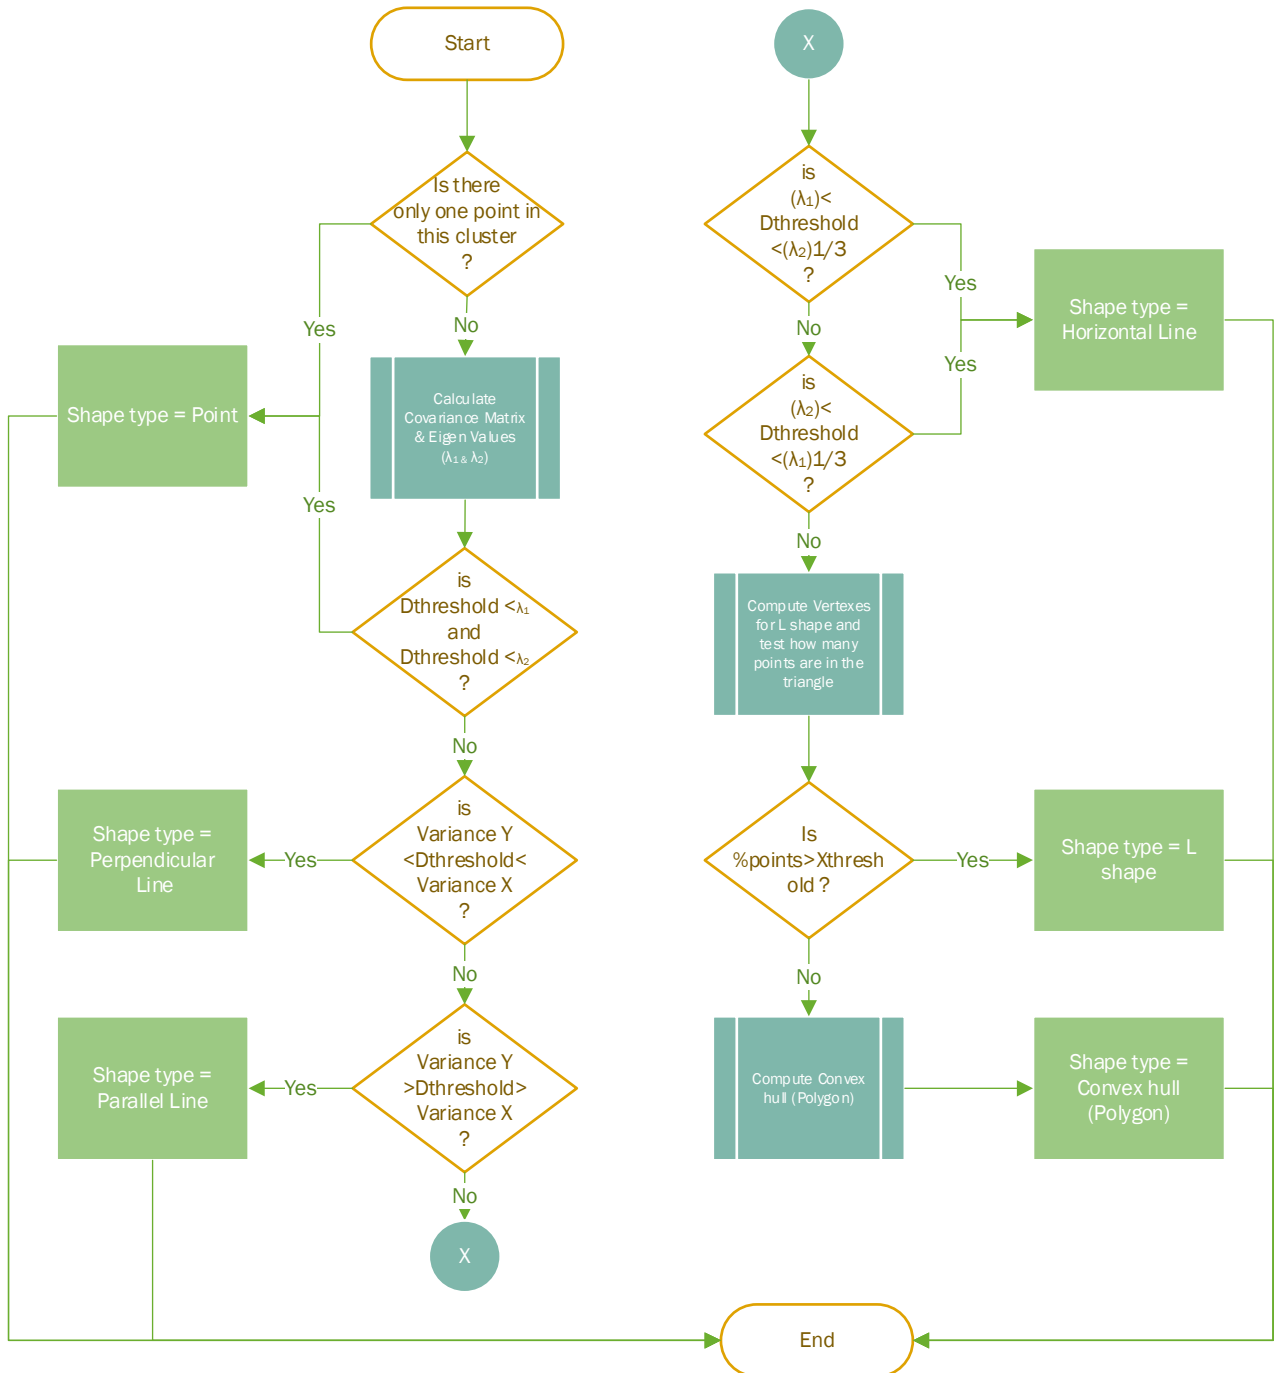 Start
Is there
only one point in
this cluster
?
Yes
No
Shape type = Point
Calculate
Covariance Matrix
& Eigen Values
(λ₁ & λ₂)
Yes
is
Dthreshold <λ₁
and
Dthreshold <λ₂
?
No
is
Variance Y
<Dthreshold<
Variance X
?
Yes
Shape type =
Perpendicular
Line
No
is
Variance Y
>Dthreshold>
Variance X
?
Yes
Shape type =
Parallel Line
No
X
X
is
(λ₁)<
Dthreshold
<(λ₂)1/3
?
Yes
No
Shape type =
Horizontal Line
is
(λ₂)<
Dthreshold
<(λ₁)1/3
?
Yes
No
Compute Vertexes
for L shape and
test how many
points are in the
triangle
Is
%points>Xthresh
old ?
Yes
Shape type = L
shape
No
Compute Convex
hull (Polygon)
Shape type =
Convex hull
(Polygon)
End